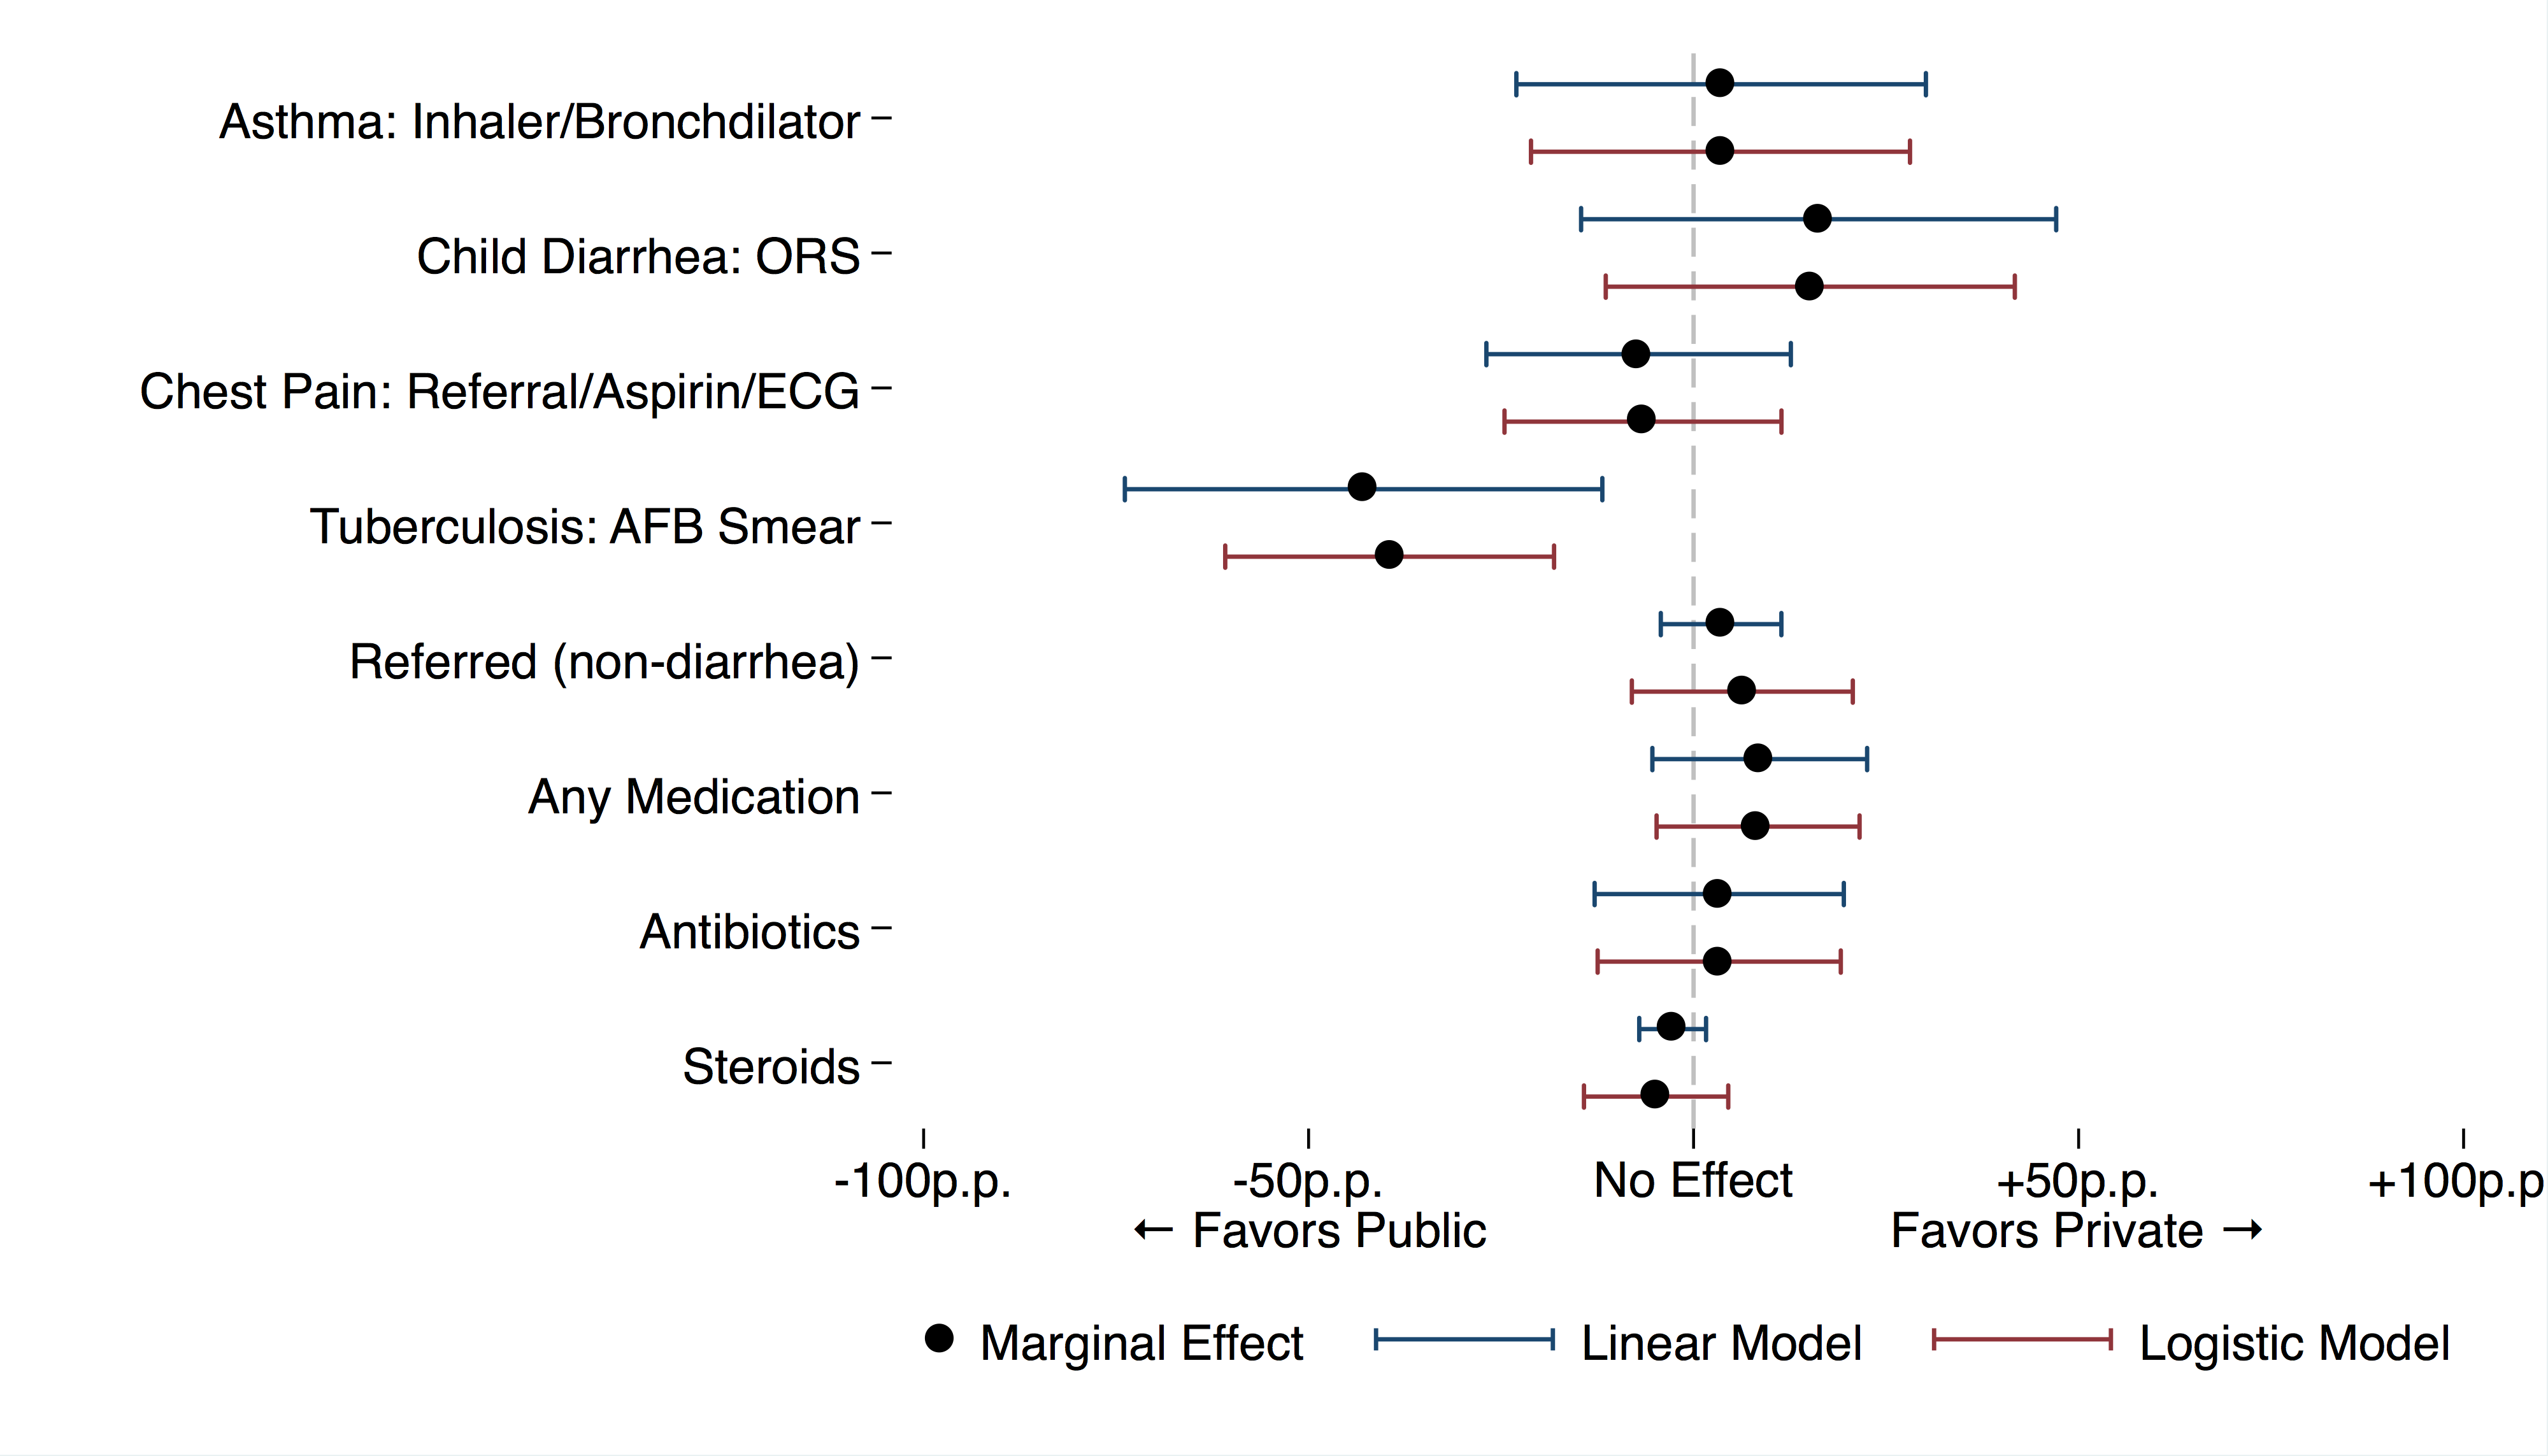 Asthma: Inhaler/Bronchdilator
Child Diarrhea: ORS
Chest Pain: Referral/Aspirin/ECG
Tuberculosis: AFB Smear
Referred (non-diarrhea)
Any Medication
Antibiotics
Steroids
-100p.p. -50p.p. No Effect +50p.p. +100p.p
← Favors Public Favors Private →
Marginal Effect Linear Model Logistic Model